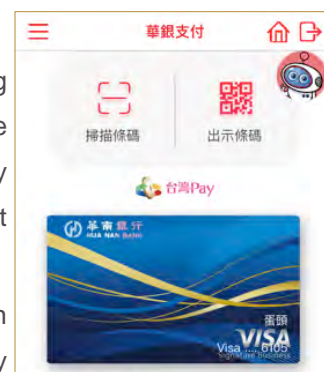 華銀支付
掃描條碼
出示條碼
台灣Pay
華南銀行
HUA NAN BANK
蛋頭
VISA
Visa ... 6105
Signature Business
g
e
y
t
n
y